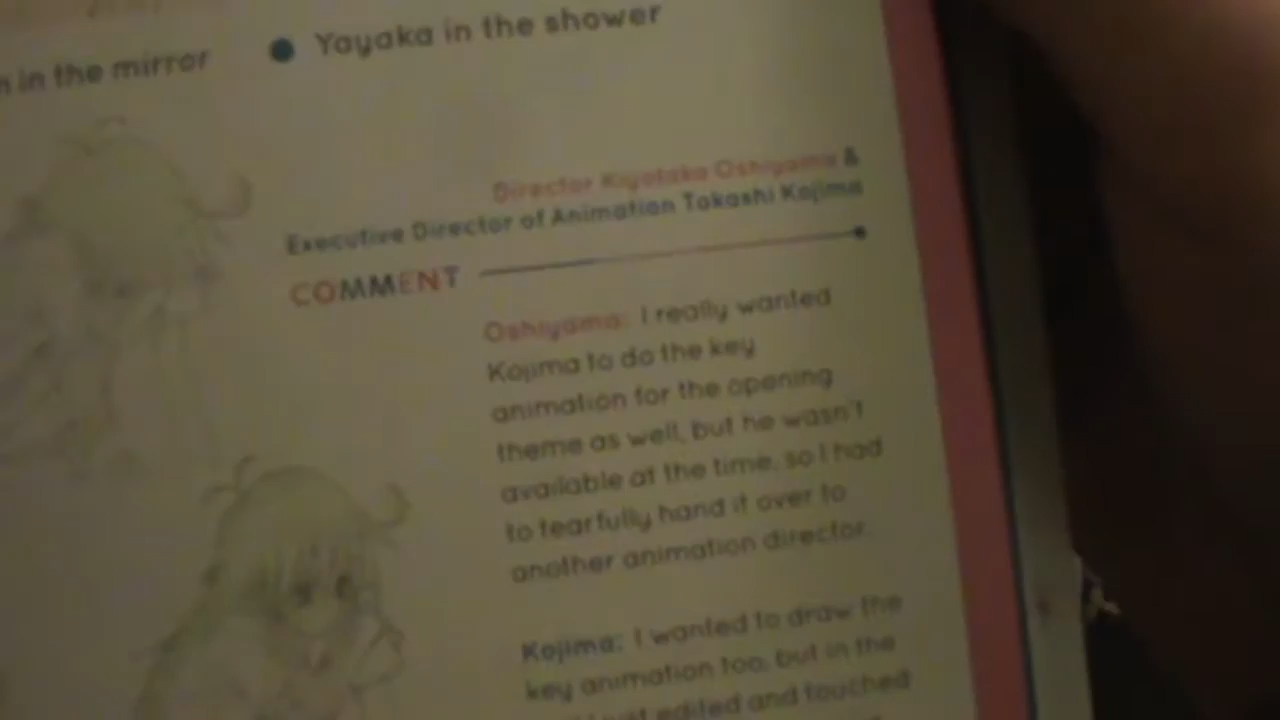 in the mirror
● Yayaka in the shower
Director Kiyotaka Oshiyama &
Executive Director of Animation Takashi Kojima
COMMENT
Oshiyama: I really wanted
Kojima to do the key
animation for the opening
theme as well, but he wasn't
available at the time, so I had
to tearfully hand it over to
another animation director.
Kojima: I wanted to draw the
key animation too, but in the
just edited and touched